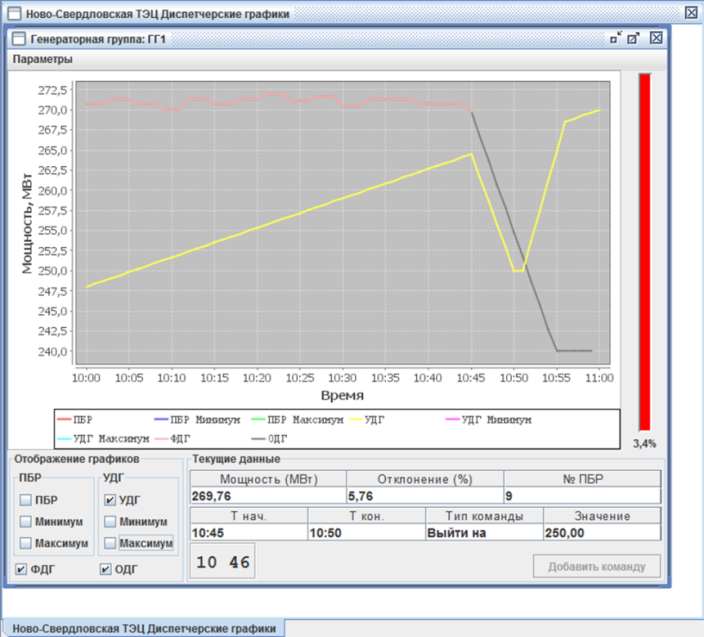 Ново-Свердловская ТЭЦ Диспетчерские графики
Генераторная группа: ГГ1
Параметры
272,5
270,0
267,5
265,0
262,5
260,0
257,5
255,0
252,5
250,0
247,5
245,0
242,5
240,0
Мощность, МВт
10:00 10:05 10:10 10:15 10:20 10:25 10:30 10:35 10:40 10:45 10:50 10:55 11:00
Время
ПБР ПБР Минимум ПБР Максимум УДГ УДГ Минимум
УДГ Максимум ФДГ ОДГ
3,4%
Отображение графиков
ПБР УДГ
ПБР УДГ
Минимум Минимум
Максимум Максимум
ФДГ ОДГ
Текущие данные
Мощность (МВт) Отклонение (%) № ПБР
269,76 5,76 9
Т нач. Т кон. Тип команды Значение
10:45 10:50 Выйти на 250,00
10 46
Добавить команду
Ново-Свердловская ТЭЦ Диспетчерские графики